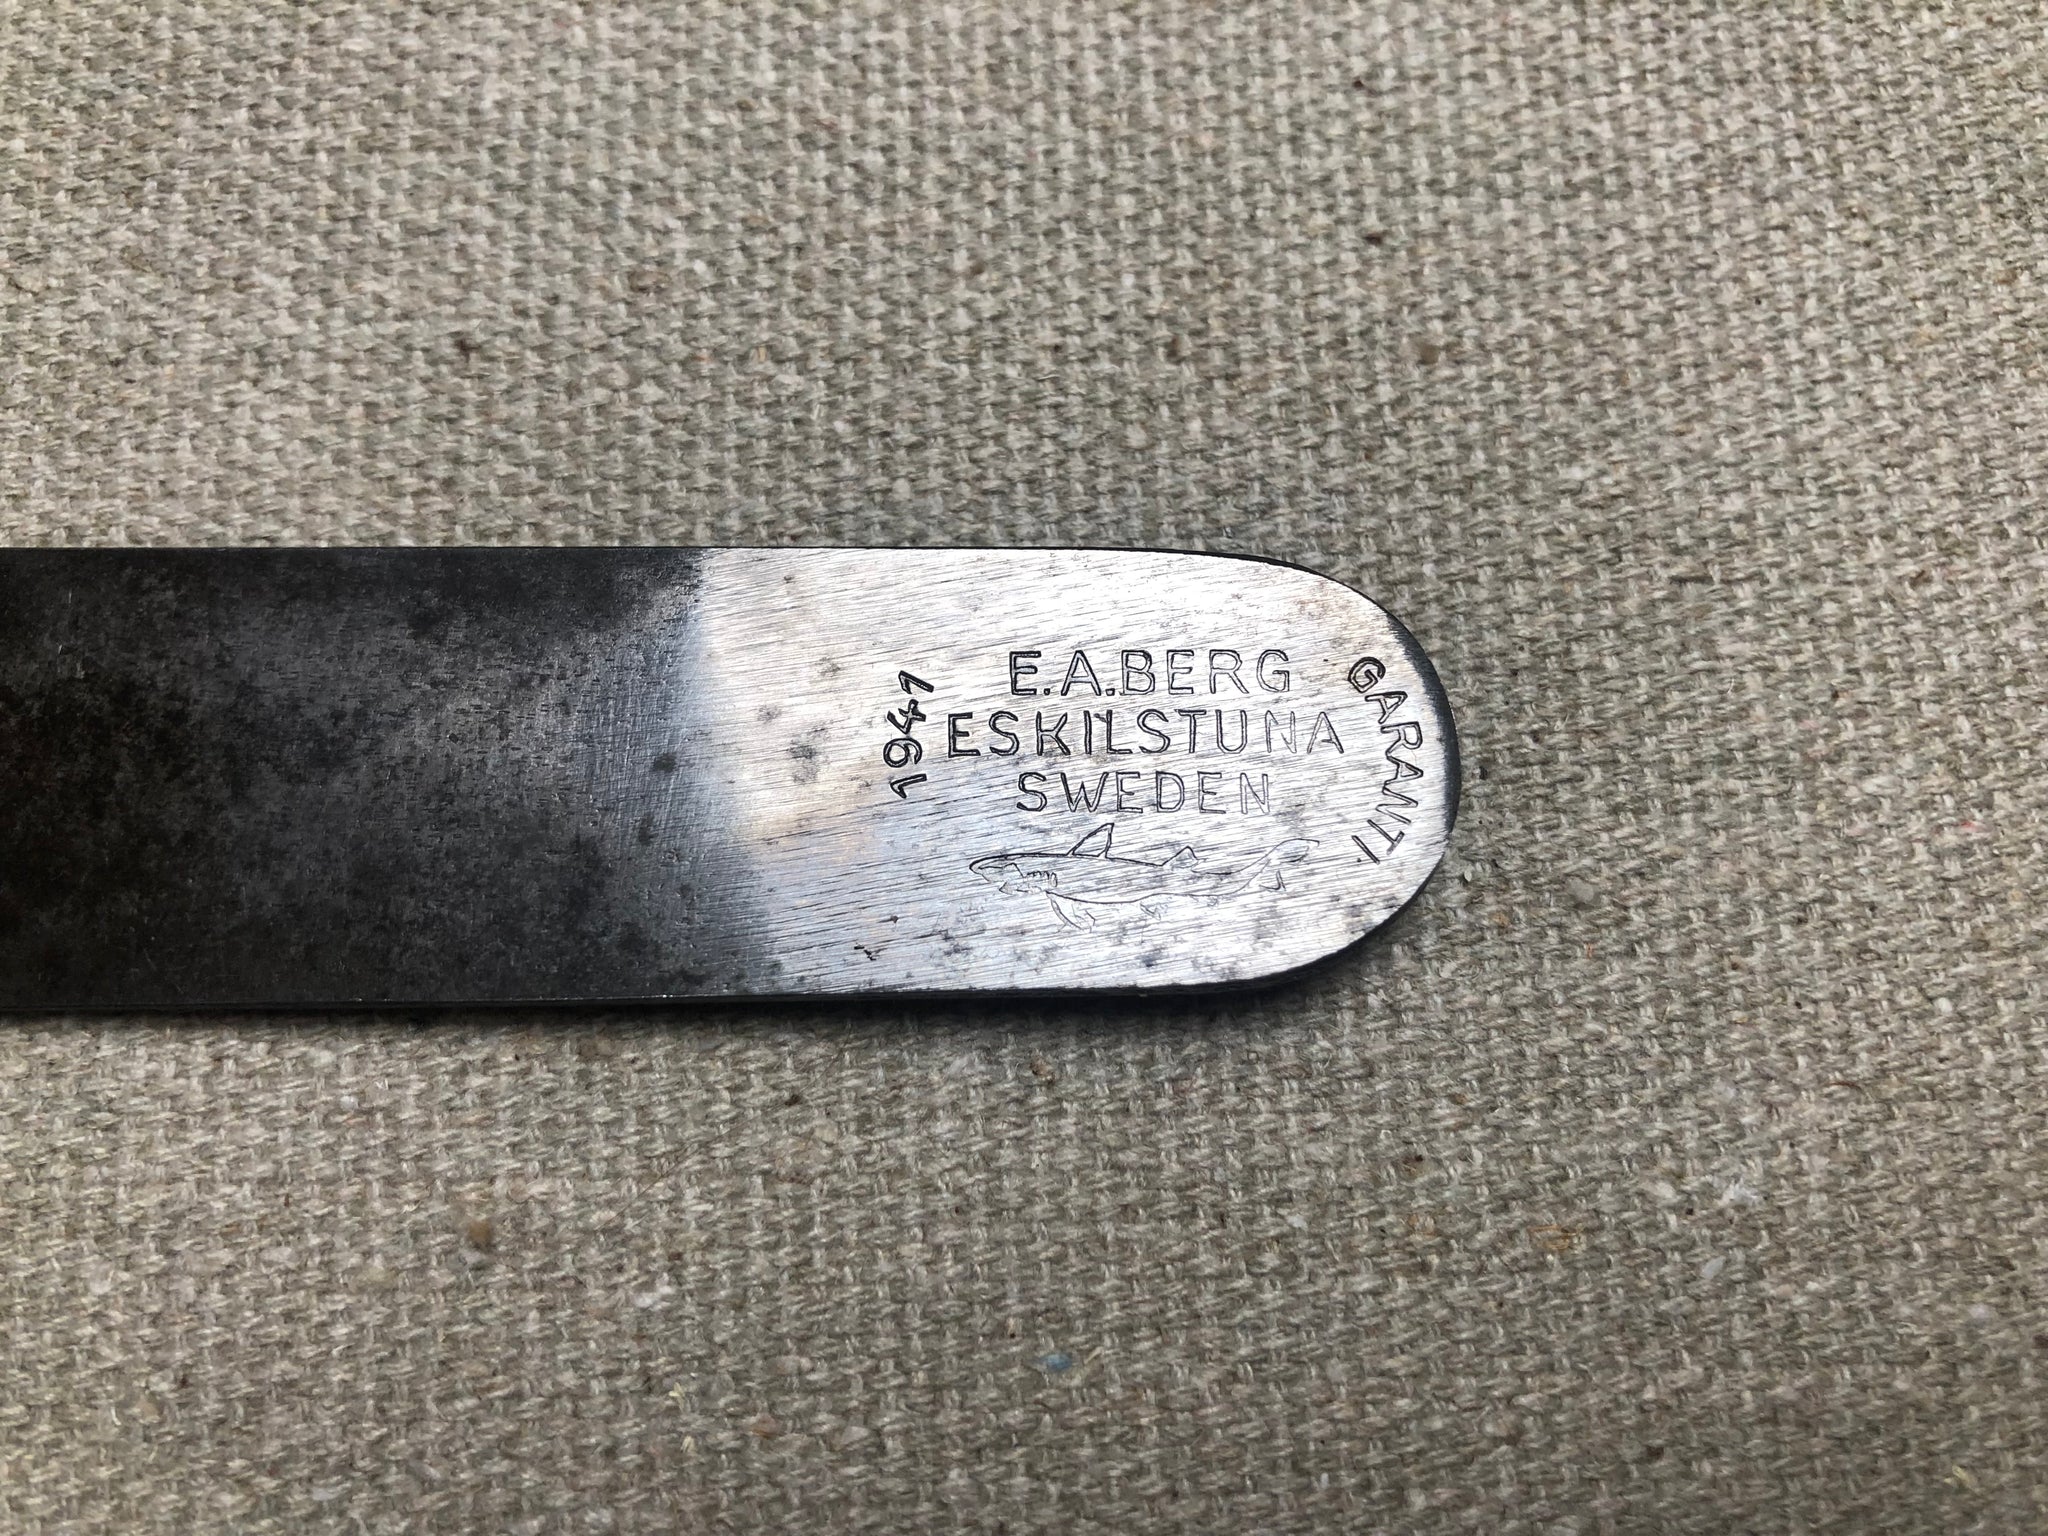 E.A.BERG
ESKILSTUNA
SWEDEN
1941
GARANTI